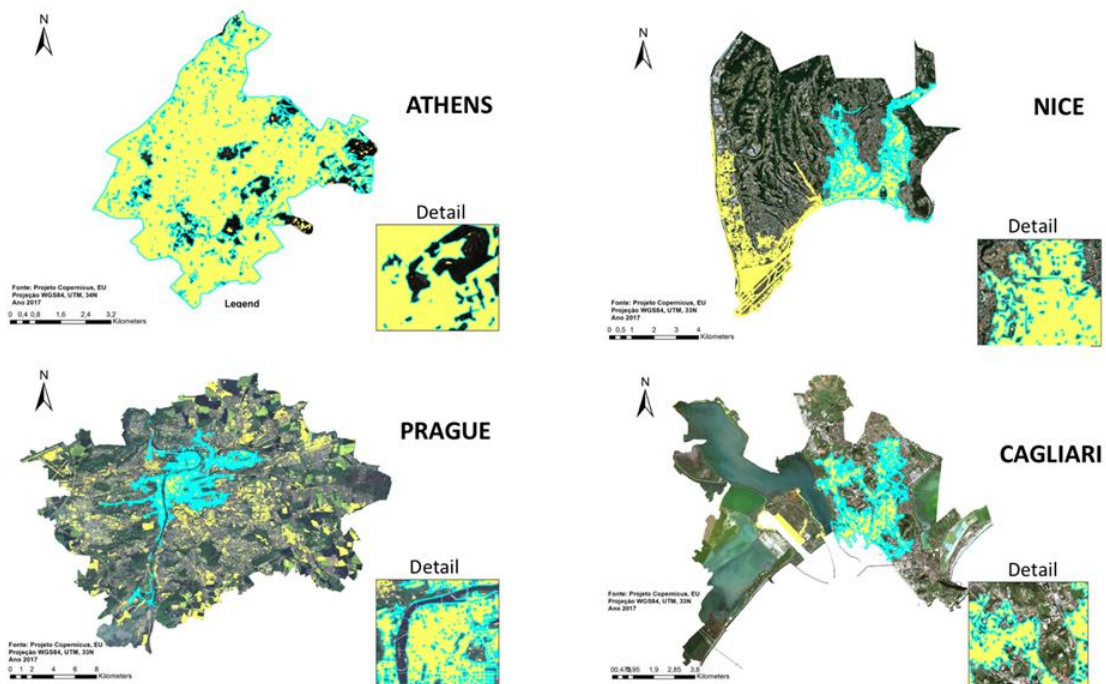 N
ATHENS
Detail
Fonte: Projeto Copernicus, EU
Projeção WGS84, UTM, 34N
Ano 2017
Legend
0 0,4 0,8 1,6 2,4 3,2
Kilometers
N
NICE
Detail
Fonte: Projeto Copernicus, EU
Projeção WGS84, UTM, 33N
Ano 2017
0 0,5 1 2 3 4
Kilometers
N
PRAGUE
Detail
Fonte: Projeto Copernicus, EU
Projeção WGS84, UTM, 33N
Ano 2017
0 1 2 4 6 8
Kilometers
N
CAGLIARI
Detail
Fonte: Projeto Copernicus, EU
Projeção WGS84, UTM, 33N
Ano 2017
1,9 2,85 3,8
Kilometers